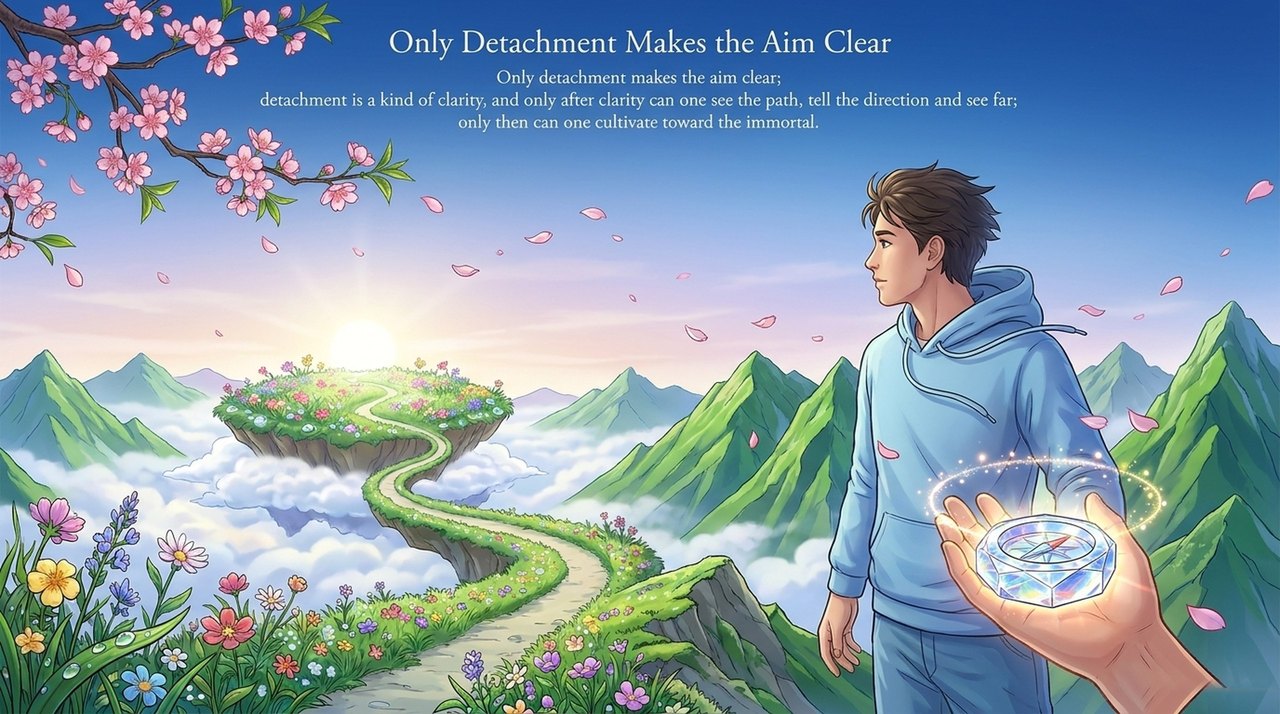 Only Detachment Makes the Aim Clear
Only detachment makes the aim clear;
detachment is a kind of clarity, and only after clarity can one see the path, tell the direction and see far;
only then can one cultivate toward the immortal.